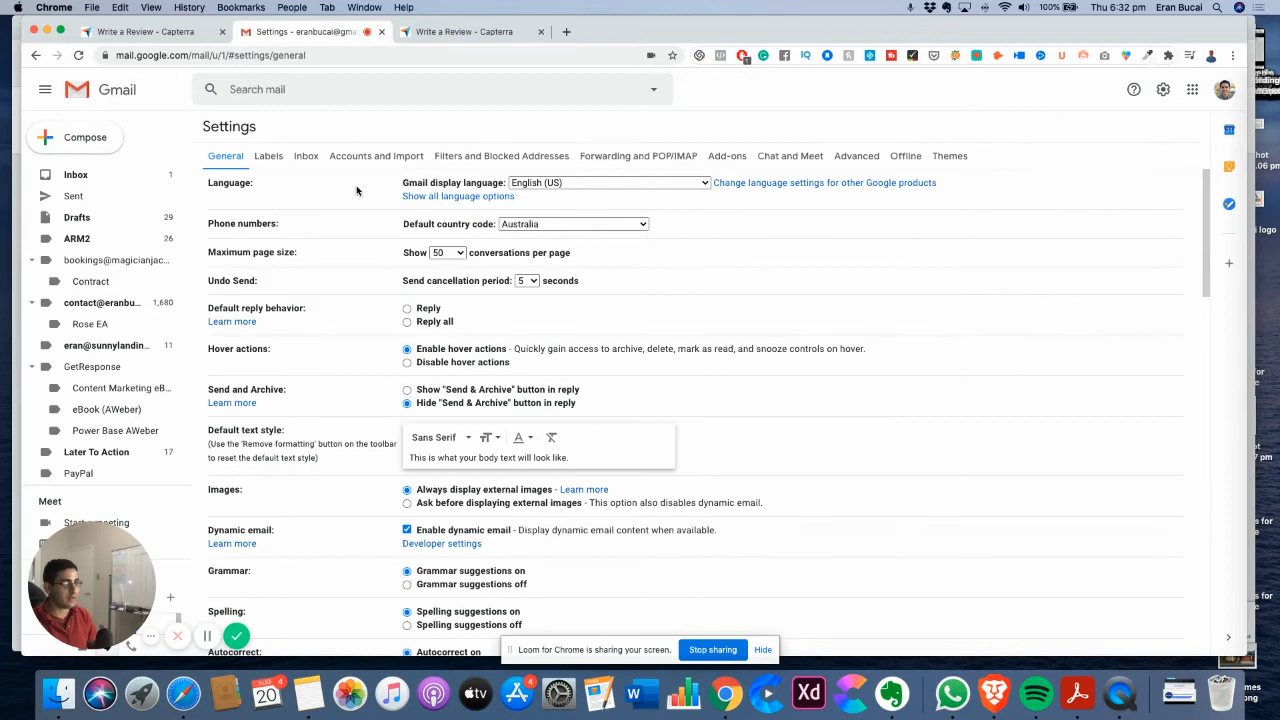 Chrome File Edit View History Bookmarks People Tab Window Help 100% Thu 6:32 pm Eran Bucai
Write a Review - Capterra Settings - eranbucai@gma Write a Review - Capterra
mail.google.com/mail/u/1/#settings/general
Gmail Search mail
Settings
Compose
General Labels Inbox Accounts and Import Filters and Blocked Addresses Forwarding and POP/IMAP Add-ons Chat and Meet Advanced Offline Themes
Inbox 1
Sent
Drafts 29
ARM2 26
bookings@magicianjac...
Contract
contact@eranbu... 1,680
Rose EA
eran@sunnylandin... 11
GetResponse
Content Marketing eB...
eBook (AWeber)
Power Base AWeber
Later To Action 17
PayPal
Meet
Start a meeting
Language: Gmail display language: English (US) Change language settings for other Google products
Show all language options
Phone numbers: Default country code: Australia
Maximum page size: Show 50 conversations per page
Undo Send: Send cancellation period: 5 seconds
Default reply behavior: Reply
Learn more Reply all
Hover actions: Enable hover actions - Quickly gain access to archive, delete, mark as read, and snooze controls on hover.
Disable hover actions
Send and Archive: Show "Send & Archive" button in reply
Learn more Hide "Send & Archive" button in reply
Default text style:
(Use the 'Remove formatting' button on the toolbar
to reset the default text style)
Sans Serif
This is what your body text will look like.
Images: Always display external images - Learn more
Ask before displaying external images - This option also disables dynamic email.
Dynamic email: Enable dynamic email - Display dynamic email content when available.
Learn more Developer settings
Grammar: Grammar suggestions on
Grammar suggestions off
Spelling: Spelling suggestions on
Spelling suggestions off
Autocorrect: Autocorrect on
Loom for Chrome is sharing your screen. Stop sharing Hide
AUG 4
20
W Xd